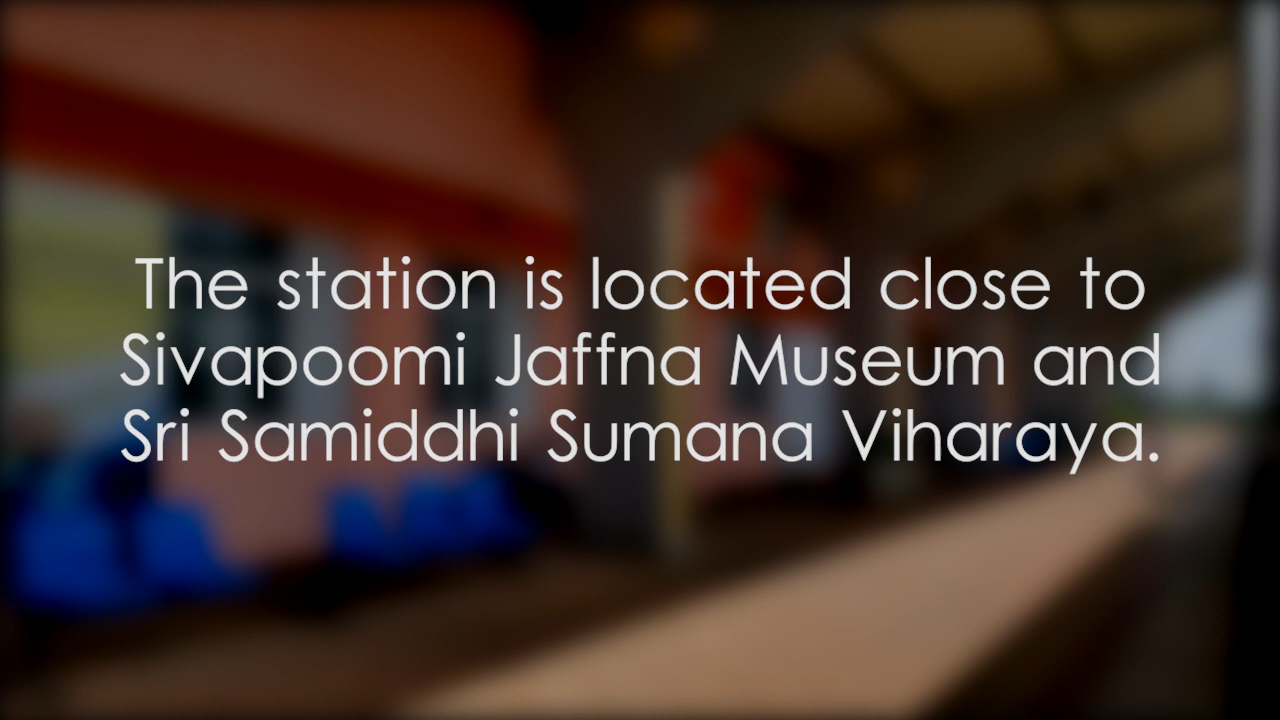 The station is located close to
Sivapoomi Jaffna Museum and
Sri Samiddhi Sumana Viharaya.